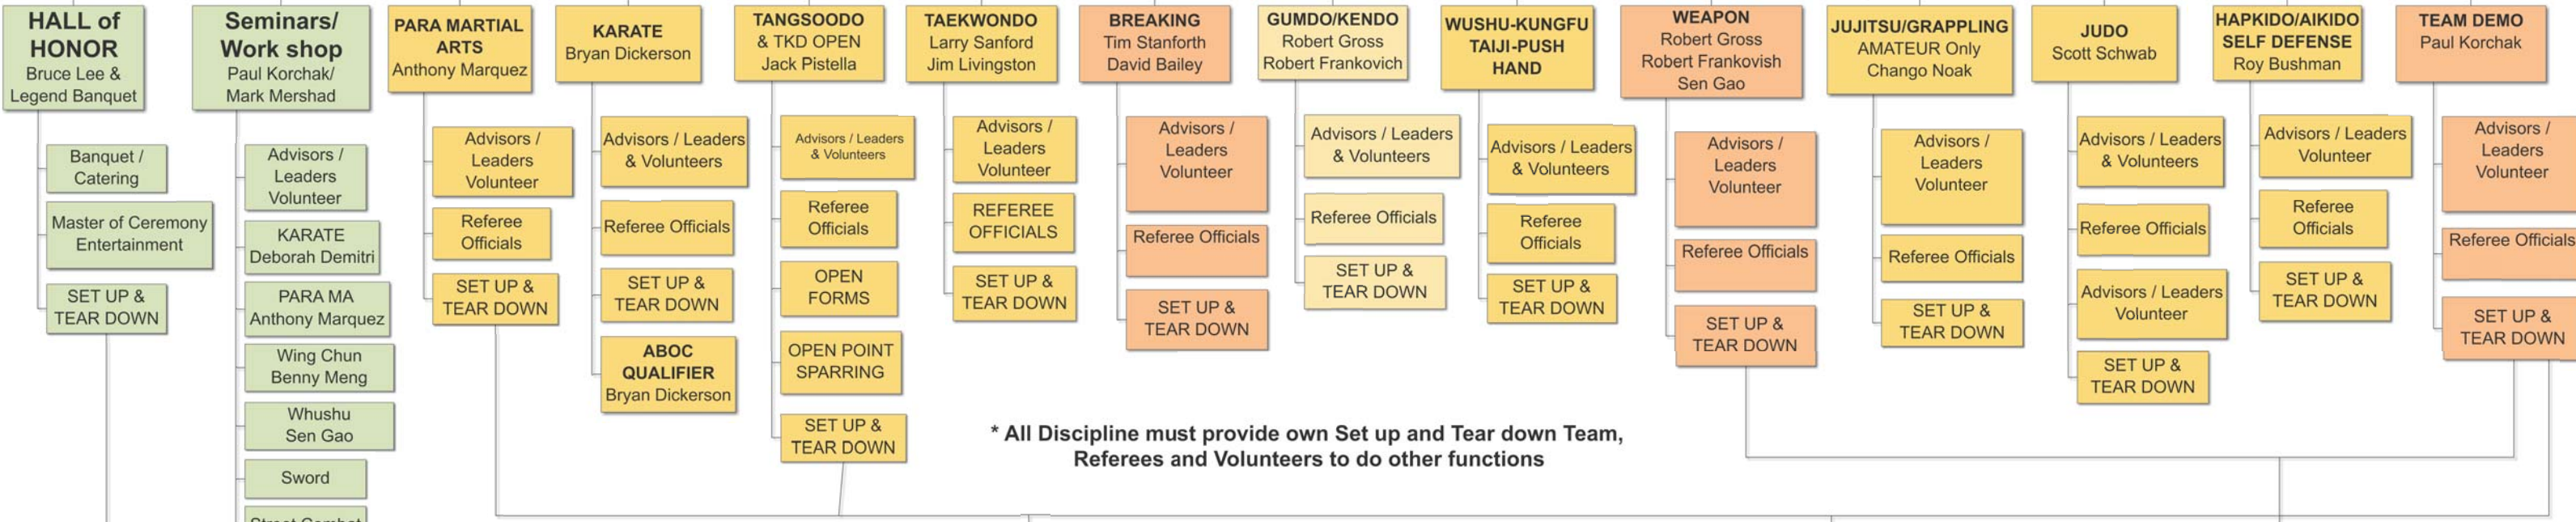 HALL of
HONOR
Bruce Lee &
Legend Banquet
Banquet /
Catering
Master of Ceremony
Entertainment
SET UP &
TEAR DOWN
Seminars/
Work shop
Paul Korchak/
Mark Mershad
Advisors /
Leaders
Volunteer
KARATE
Deborah Demitri
PARA MA
Anthony Marquez
Wing Chun
Benny Meng
Whushu
Sen Gao
Sword
Street Combat
PARA MARTIAL
ARTS
Anthony Marquez
Advisors /
Leaders
Volunteer
Referee
Officials
SET UP &
TEAR DOWN
KARATE
Bryan Dickerson
Advisors / Leaders
& Volunteers
Referee Officials
SET UP &
TEAR DOWN
ABOC
QUALIFIER
Bryan Dickerson
TANGSOODO
& TKD OPEN
Jack Pistella
Advisors / Leaders
& Volunteers
Referee
Officials
OPEN
FORMS
OPEN POINT
SPARRING
SET UP &
TEAR DOWN
TAEKWONDO
Larry Sanford
Jim Livingston
Advisors /
Leaders
Volunteer
REFEREE
OFFICIALS
SET UP &
TEAR DOWN
BREAKING
Tim Stanforth
David Bailey
Advisors /
Leaders
Volunteer
Referee Officials
SET UP &
TEAR DOWN
GUMDO/KENDO
Robert Gross
Robert Frankovich
Advisors / Leaders
& Volunteers
Referee Officials
SET UP &
TEAR DOWN
WUSHU-KUNGFU
TAIJI-PUSH
HAND
Advisors / Leaders
& Volunteers
Referee
Officials
SET UP &
TEAR DOWN
WEAPON
Robert Gross
Robert Frankovish
Sen Gao
Advisors /
Leaders
Volunteer
Referee Officials
SET UP &
TEAR DOWN
JUJITSU/GRAPPLING
AMATEUR Only
Chango Noak
Advisors /
Leaders
Volunteer
Referee Officials
SET UP &
TEAR DOWN
JUDO
Scott Schwab
Advisors / Leaders
& Volunteers
Referee Officials
Advisors / Leaders
Volunteer
SET UP &
TEAR DOWN
HAPKIDO/AIKIDO
SELF DEFENSE
Roy Bushman
Advisors / Leaders
Volunteer
Referee
Officials
SET UP &
TEAR DOWN
TEAM DEMO
Paul Korchak
Advisors /
Leaders
Volunteer
Referee Officials
SET UP &
TEAR DOWN
* All Discipline must provide own Set up and Tear down Team,
Referees and Volunteers to do other functions